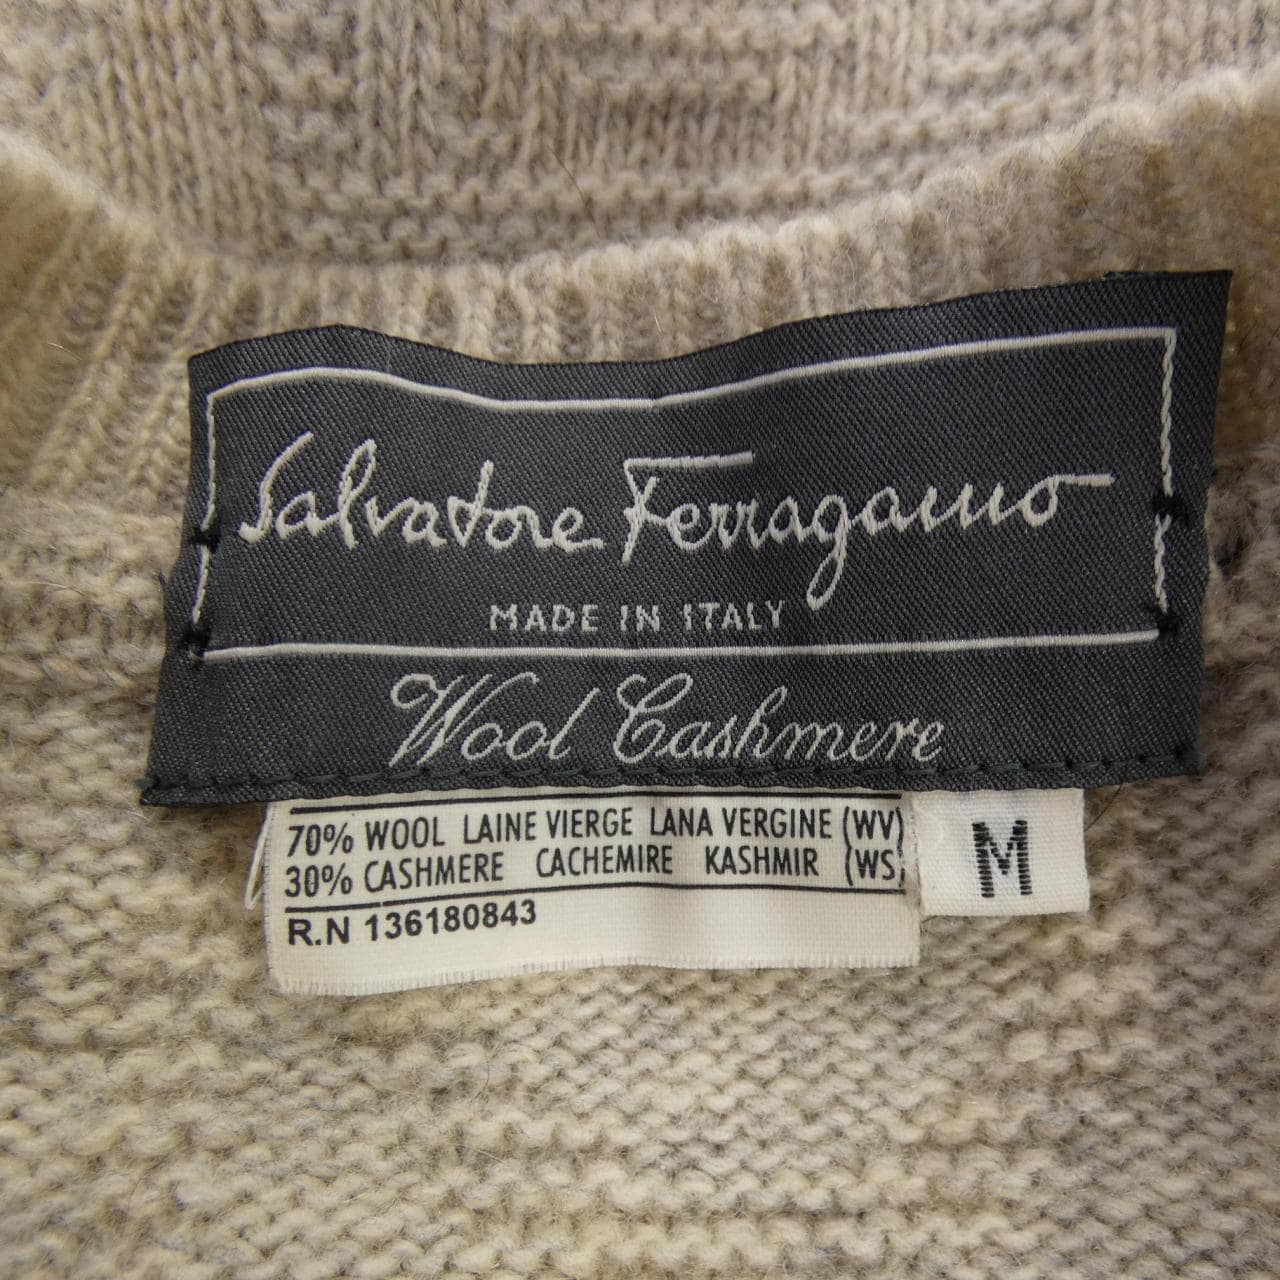 Salvatore Ferragamo
MADE IN ITALY
Wool Cashmere
70% WOOL LAINE VIERGE LANA VERGINE (WV)
30% CASHMERE CACHEMIRE KASHMIR (WS)
R.N 136180843
M